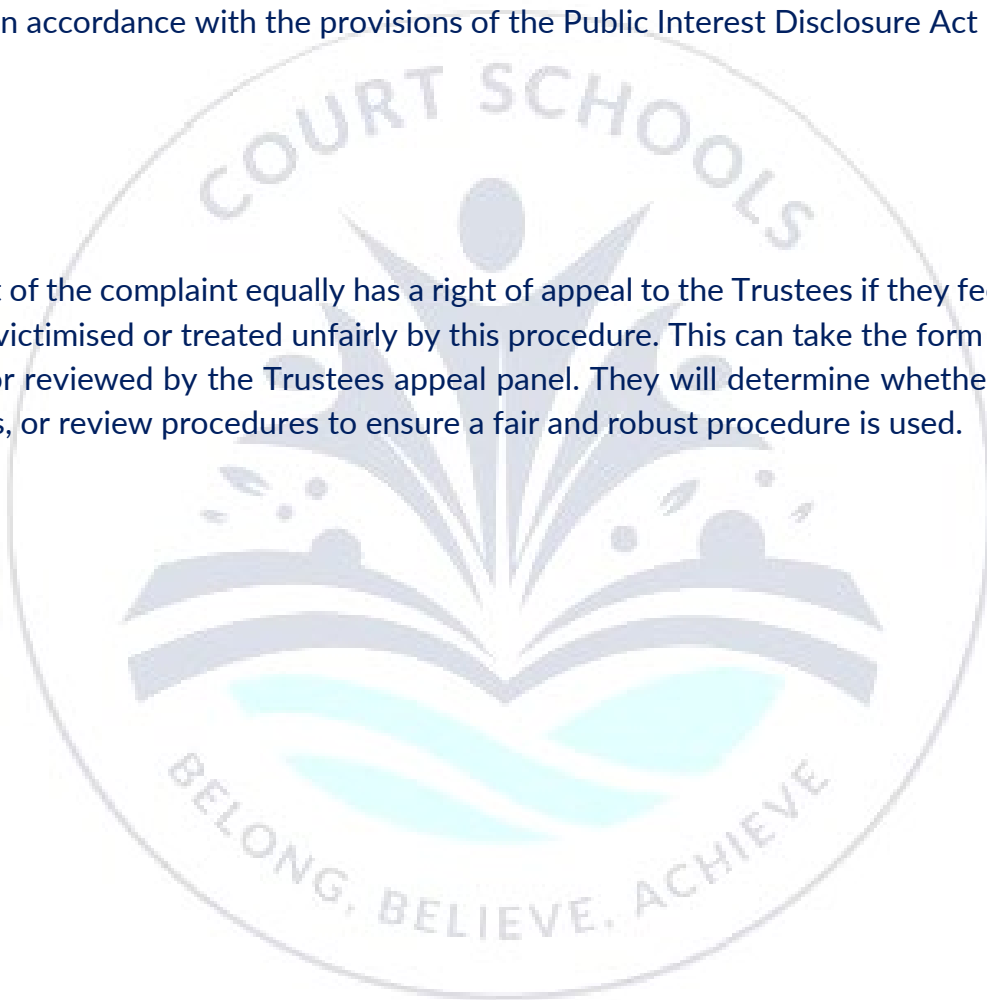 n accordance with the provisions of the Public Interest Disclosure Act
COURT SCHOOLS
of the complaint equally has a right of appeal to the Trustees if they
victimised or treated unfairly by this procedure. This can take the form
or reviewed by the Trustees appeal panel. They will determine whethe
s, or review procedures to ensure a fair and robust procedure is used.
BELONG, BELIEVE, ACHIEVE